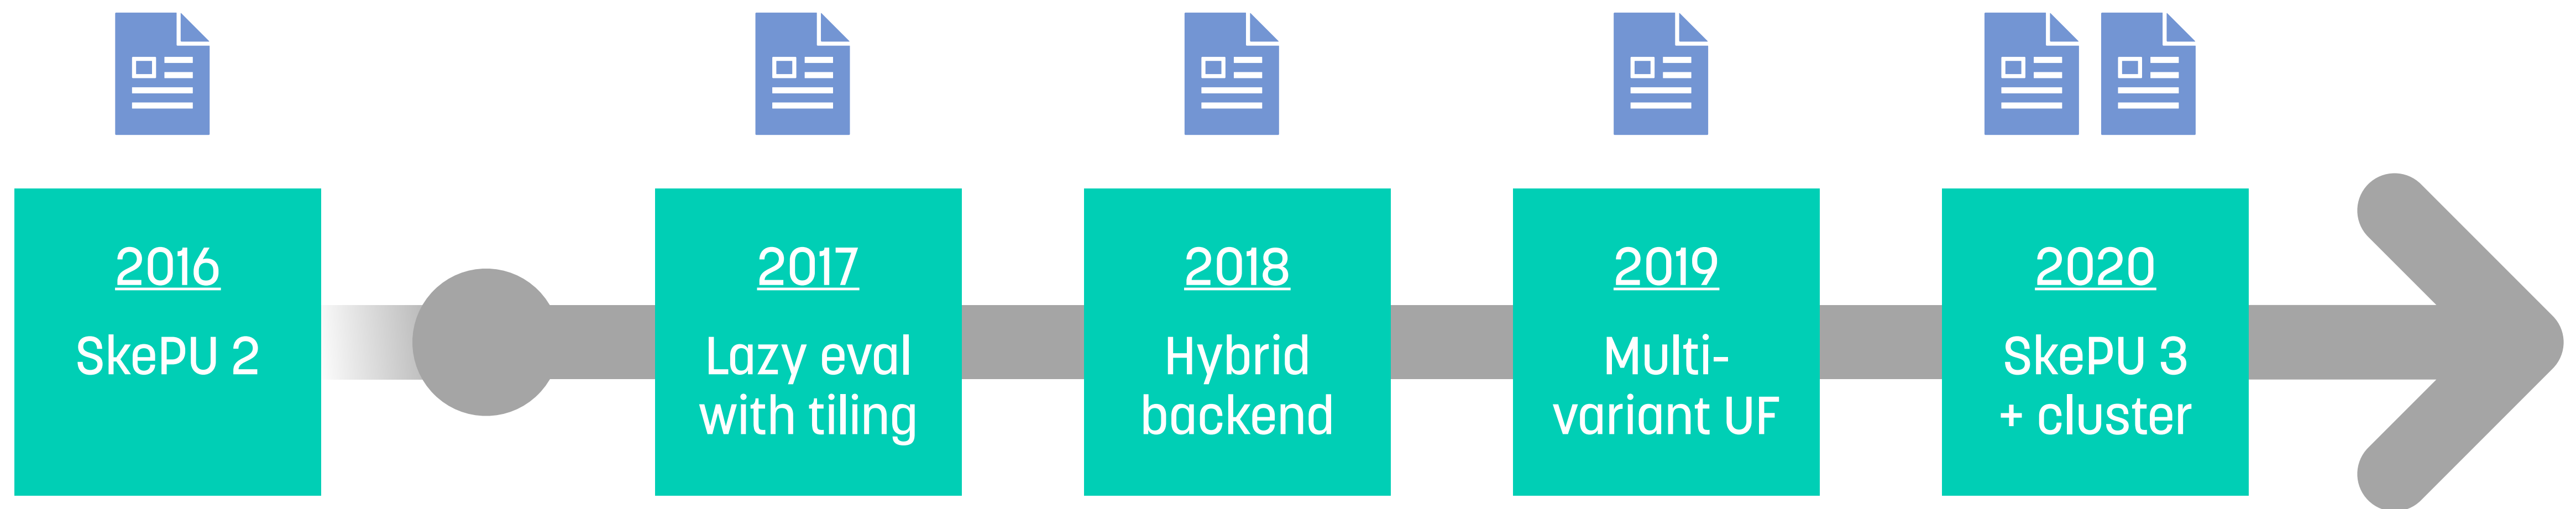 2016
SkePU 2
2017
Lazy eval
with tiling
2018
Hybrid
backend
2019
Multi-
variant UF
2020
SkePU 3
+ cluster